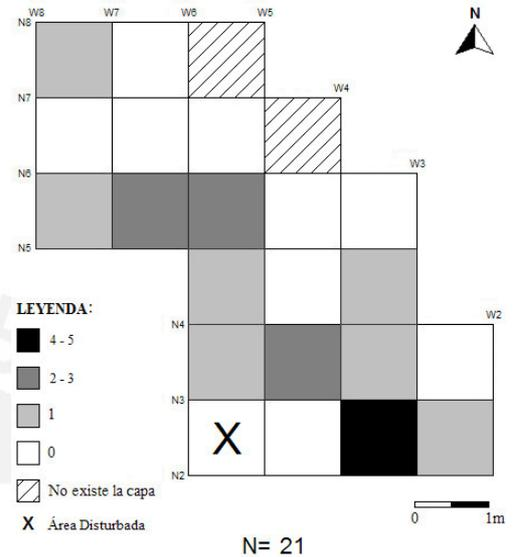 W8 W7 W6 W5
N8
N
N7
W4
N6
W3
N5
LEYENDA:
4 - 5
N4
W2
2 - 3
1
N3
0
X
N2
No existe la capa
X Área Disturbada
0 1m
N= 21